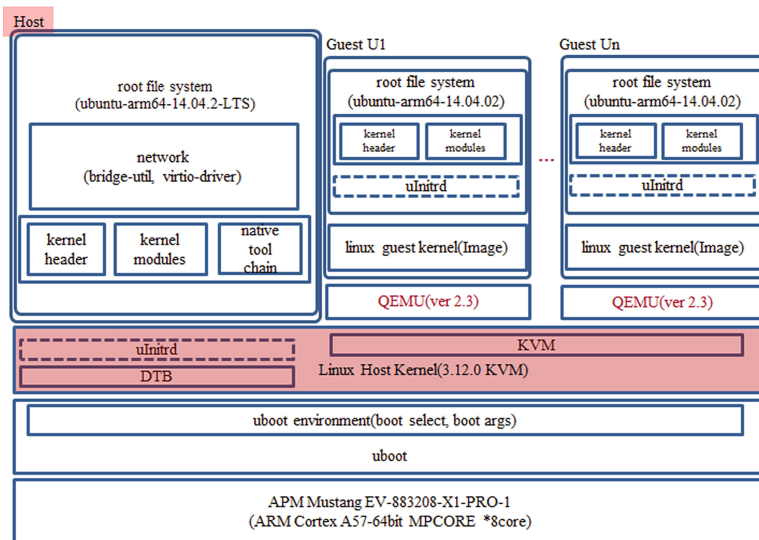 Host
root file system
(ubuntu-arm64-14.04.2-LTS)
network
(bridge-util, virtio-driver)
kernel
header
kernel
modules
native
tool
chain
Guest U1
root file system
(ubuntu-arm64-14.04.02)
kernel
header
kernel
modules
uInitrd
linux guest kernel(Image)
QEMU(ver 2.3)
...
Guest Un
root file system
(ubuntu-arm64-14.04.02)
kernel
header
kernel
modules
uInitrd
linux guest kernel(Image)
QEMU(ver 2.3)
uInitrd
KVM
DTB
Linux Host Kernel(3.12.0 KVM)
uboot environment(boot select, boot args)
uboot
APM Mustang EV-883208-X1-PRO-1
(ARM Cortex A57-64bit MPCORE *8core)